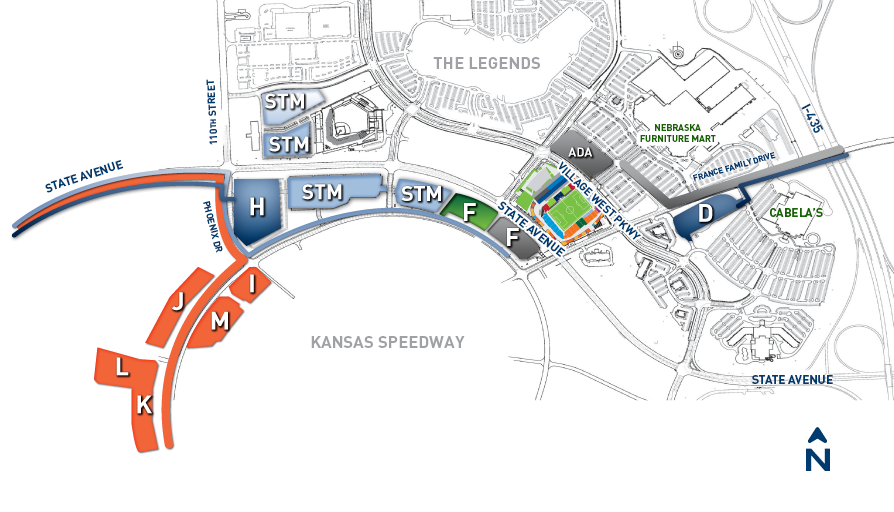 THE LEGENDS
I-435
110TH STREET
STM
STM
NEBRASKA
FURNITURE MART
ADA
FRANCE FAMILY DRIVE
STATE AVENUE
VILLAGE WEST PKWY
H
STM
STM
F
F
STATE AVENUE
D
CABELA'S
PHOENIX DR
I
J
M
KANSAS SPEEDWAY
L
K
STATE AVENUE
N